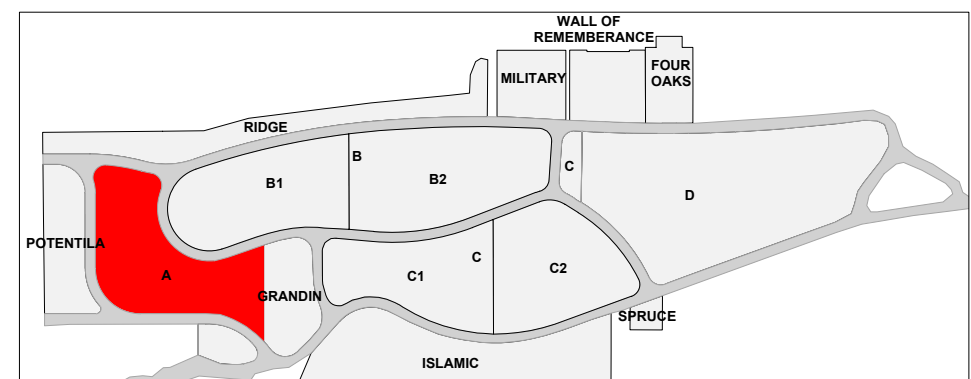 WALL OF
REMEMBERANCE
FOUR
OAKS
MILITARY
RIDGE
B
B1
B2
C
D
POTENTILA
A
GRANDIN
C1
C
C2
SPRUCE
ISLAMIC